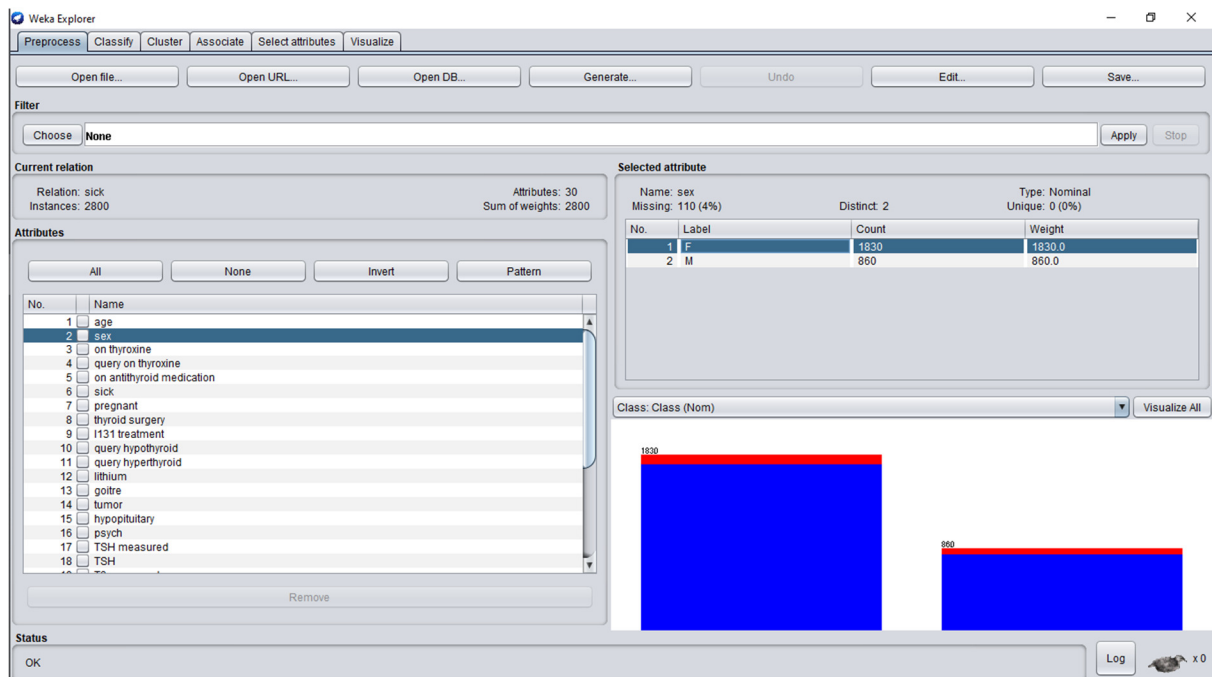 Weka Explorer
Preprocess Classify Cluster Associate Select attributes Visualize
Open file... Open URL... Open DB... Generate... Undo Edit... Save...
Filter
Choose None Apply Stop
Current relation
Relation: sick Attributes: 30
Instances: 2800 Sum of weights: 2800
Attributes
All None Invert Pattern
No. Name
1 age
2 sex
3 on thyroxine
4 query on thyroxine
5 on antithyroid medication
6 sick
7 pregnant
8 thyroid surgery
9 I131 treatment
10 query hypothyroid
11 query hyperthyroid
12 lithium
13 goitre
14 tumor
15 hypopituitary
16 psych
17 TSH measured
18 TSH
Remove
Selected attribute
Name: sex Type: Nominal
Missing: 110 (4%) Distinct: 2 Unique: 0 (0%)
No. Label Count Weight
1 F 1830 1830.0
2 M 860 860.0
Class: Class (Nom) Visualize All
1830
860
Status
OK Log x 0